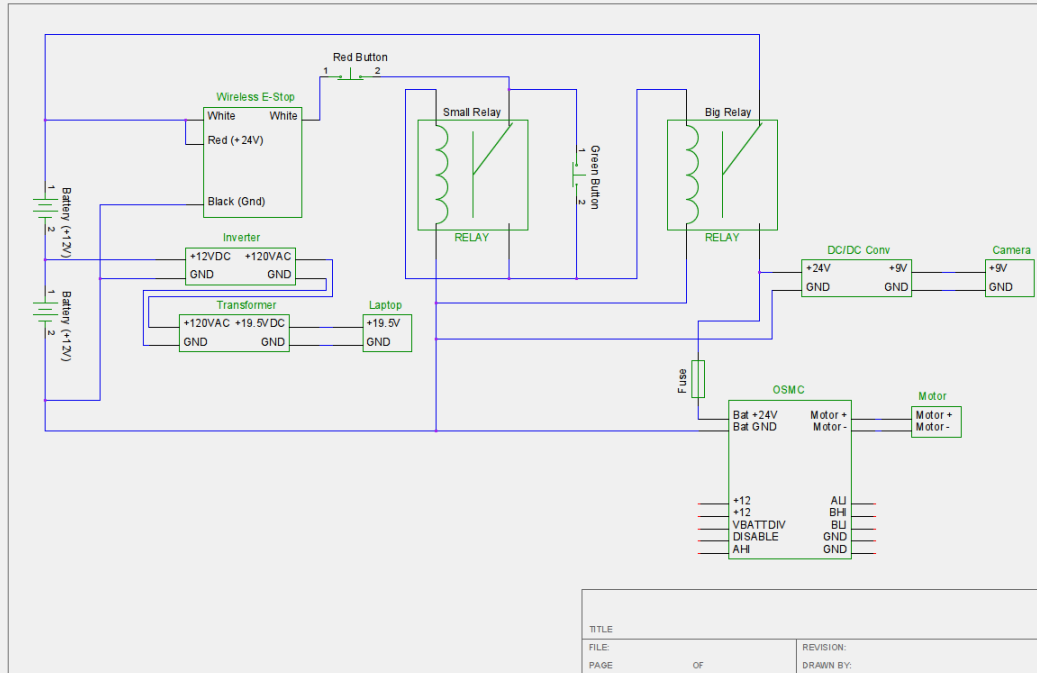 Red Button
1
2
Wireless E-Stop
White
White
Red (+24V)
Black (Gnd)
Small Relay
RELAY
1
Green Button
2
Big Relay
RELAY
1
Battery (+12V)
2
1
Battery (+12V)
2
Inverter
+12VDC
+120VAC
GND
GND
Transformer
+120VAC
+19.5VDC
GND
GND
Laptop
+19.5V
GND
DC/DC Conv
+24V
+9V
GND
GND
Camera
+9V
GND
Fuse
OSMC
Bat +24V
Motor +
Bat GND
Motor -
+12
ALI
+12
BHI
VBATTDIV
BLI
DISABLE
GND
AHI
GND
Motor
Motor +
Motor -
TITLE
FILE:
REVISION:
PAGE
OF
DRAWN BY: